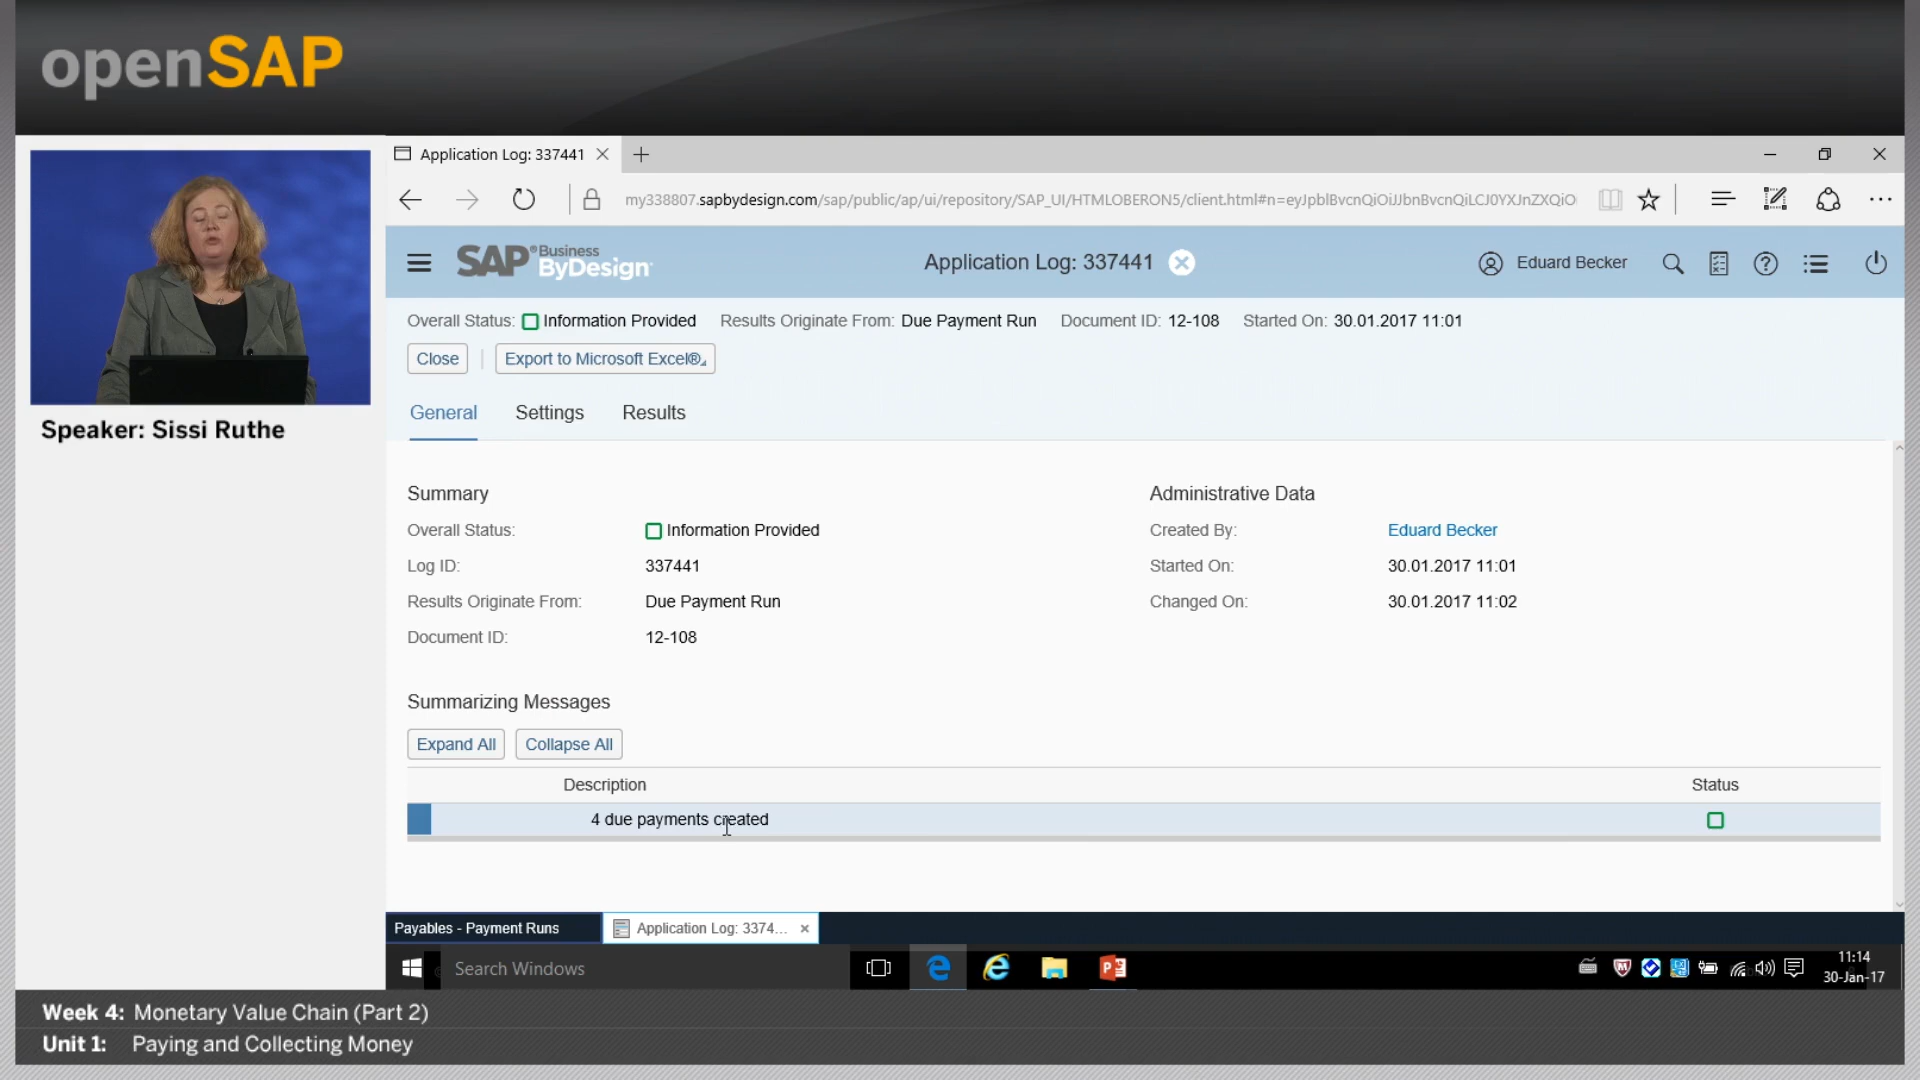 openSAP
Application Log: 337441
my338807.sapbydesign.com/sap/public/ap/ui/repository/SAP_UI/HTMLOBERON5/client.html#n=eyJpblBvcnQiOiJJbnBvcnQiLCJ0YXJnZXQiO
SAP® Business ByDesign
Application Log: 337441
Eduard Becker
Overall Status: Information Provided Results Originate From: Due Payment Run Document ID: 12-108 Started On: 30.01.2017 11:01
Close
Export to Microsoft Excel®
General Settings Results
Speaker: Sissi Ruthe
Summary
Overall Status: Information Provided
Log ID: 337441
Results Originate From: Due Payment Run
Document ID: 12-108
Administrative Data
Created By: Eduard Becker
Started On: 30.01.2017 11:01
Changed On: 30.01.2017 11:02
Summarizing Messages
Expand All Collapse All
Description Status
4 due payments created
Payables - Payment Runs
Application Log: 3374...
Search Windows
11:14
30-Jan-17
Week 4: Monetary Value Chain (Part 2)
Unit 1: Paying and Collecting Money